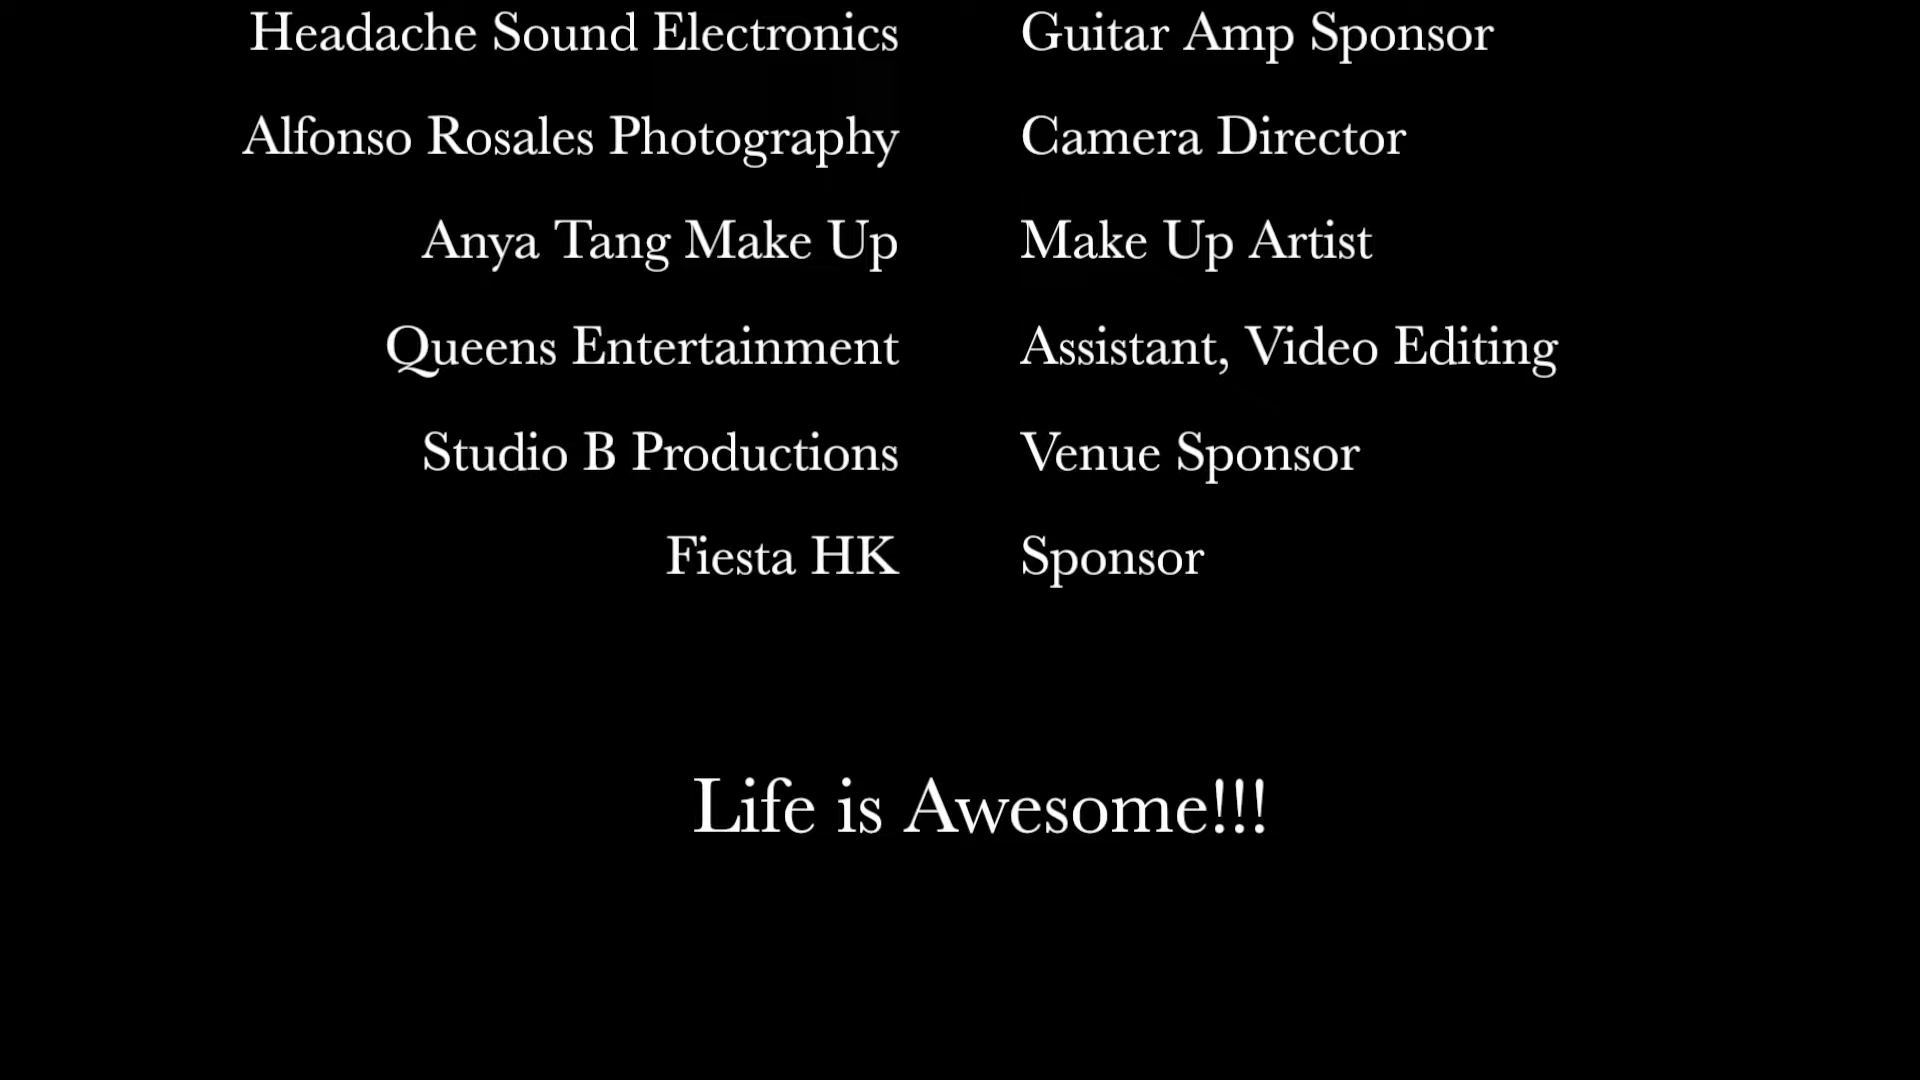 Headache Sound Electronics Guitar Amp Sponsor
Alfonso Rosales Photography Camera Director
Anya Tang Make Up Make Up Artist
Queens Entertainment Assistant, Video Editing
Studio B Productions Venue Sponsor
Fiesta HK Sponsor
Life is Awesome!!!